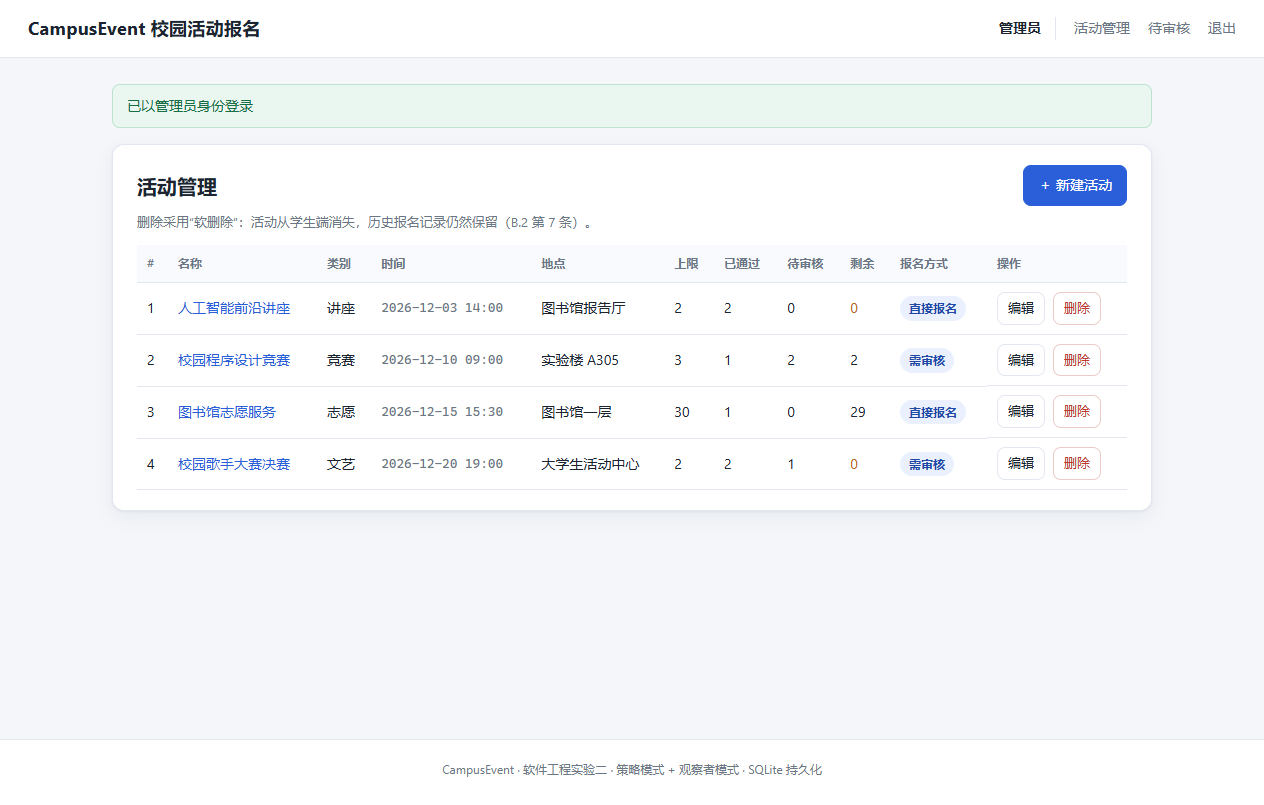 CampusEvent 校园活动报名
管理员 活动管理 待审核 退出
已以管理员身份登录
活动管理
+ 新建活动
删除采用“软删除”：活动从学生端消失，历史报名记录仍然保留（B.2 第 7 条）。
# 名称 类别 时间 地点 上限 已通过 待审核 剩余 报名方式 操作
1 人工智能前沿讲座 讲座 2026-12-03 14:00 图书馆报告厅 2 2 0 0 直接报名 编辑 删除
2 校园程序设计竞赛 竞赛 2026-12-10 09:00 实验楼 A305 3 1 2 2 需审核 编辑 删除
3 图书馆志愿服务 志愿 2026-12-15 15:30 图书馆一层 30 1 0 29 直接报名 编辑 删除
4 校园歌手大赛决赛 文艺 2026-12-20 19:00 大学生活动中心 2 2 1 0 需审核 编辑 删除
CampusEvent · 软件工程实验二 · 策略模式 + 观察者模式 · SQLite 持久化